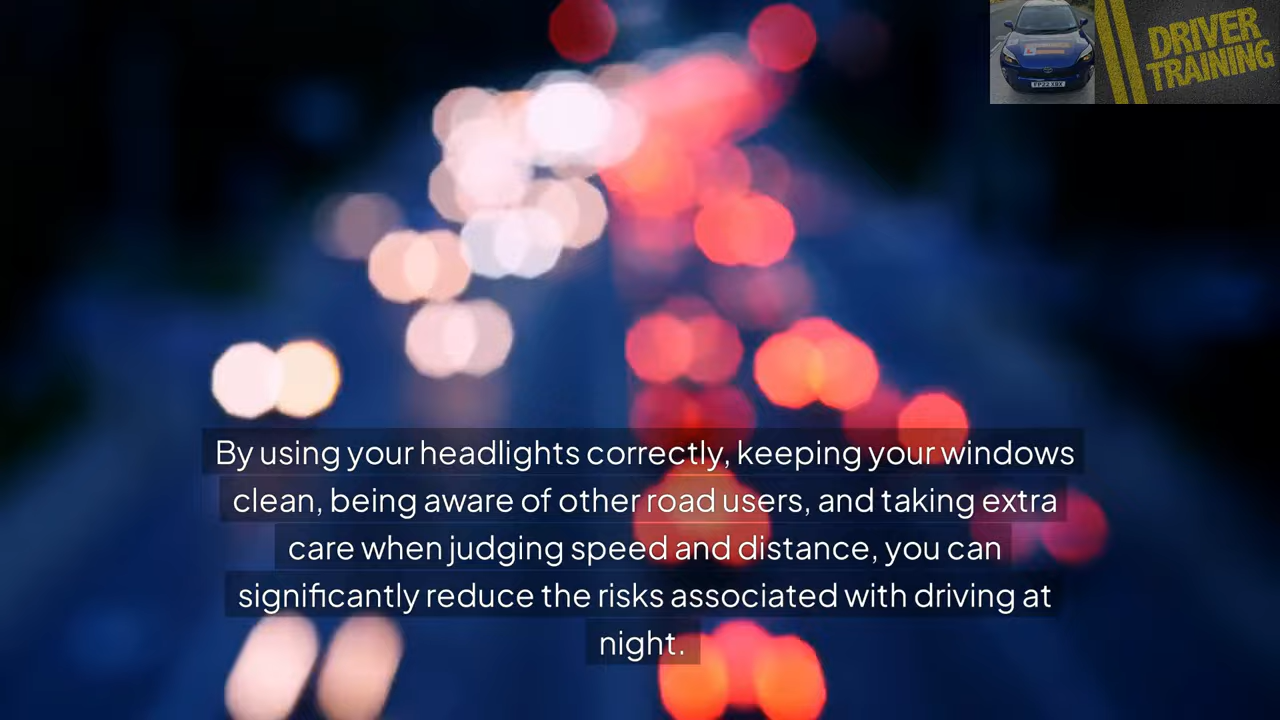 DRIVER
TRAINING
By using your headlights correctly, keeping your windows
clean, being aware of other road users, and taking extra
care when judging speed and distance, you can
significantly reduce the risks associated with driving at
night.